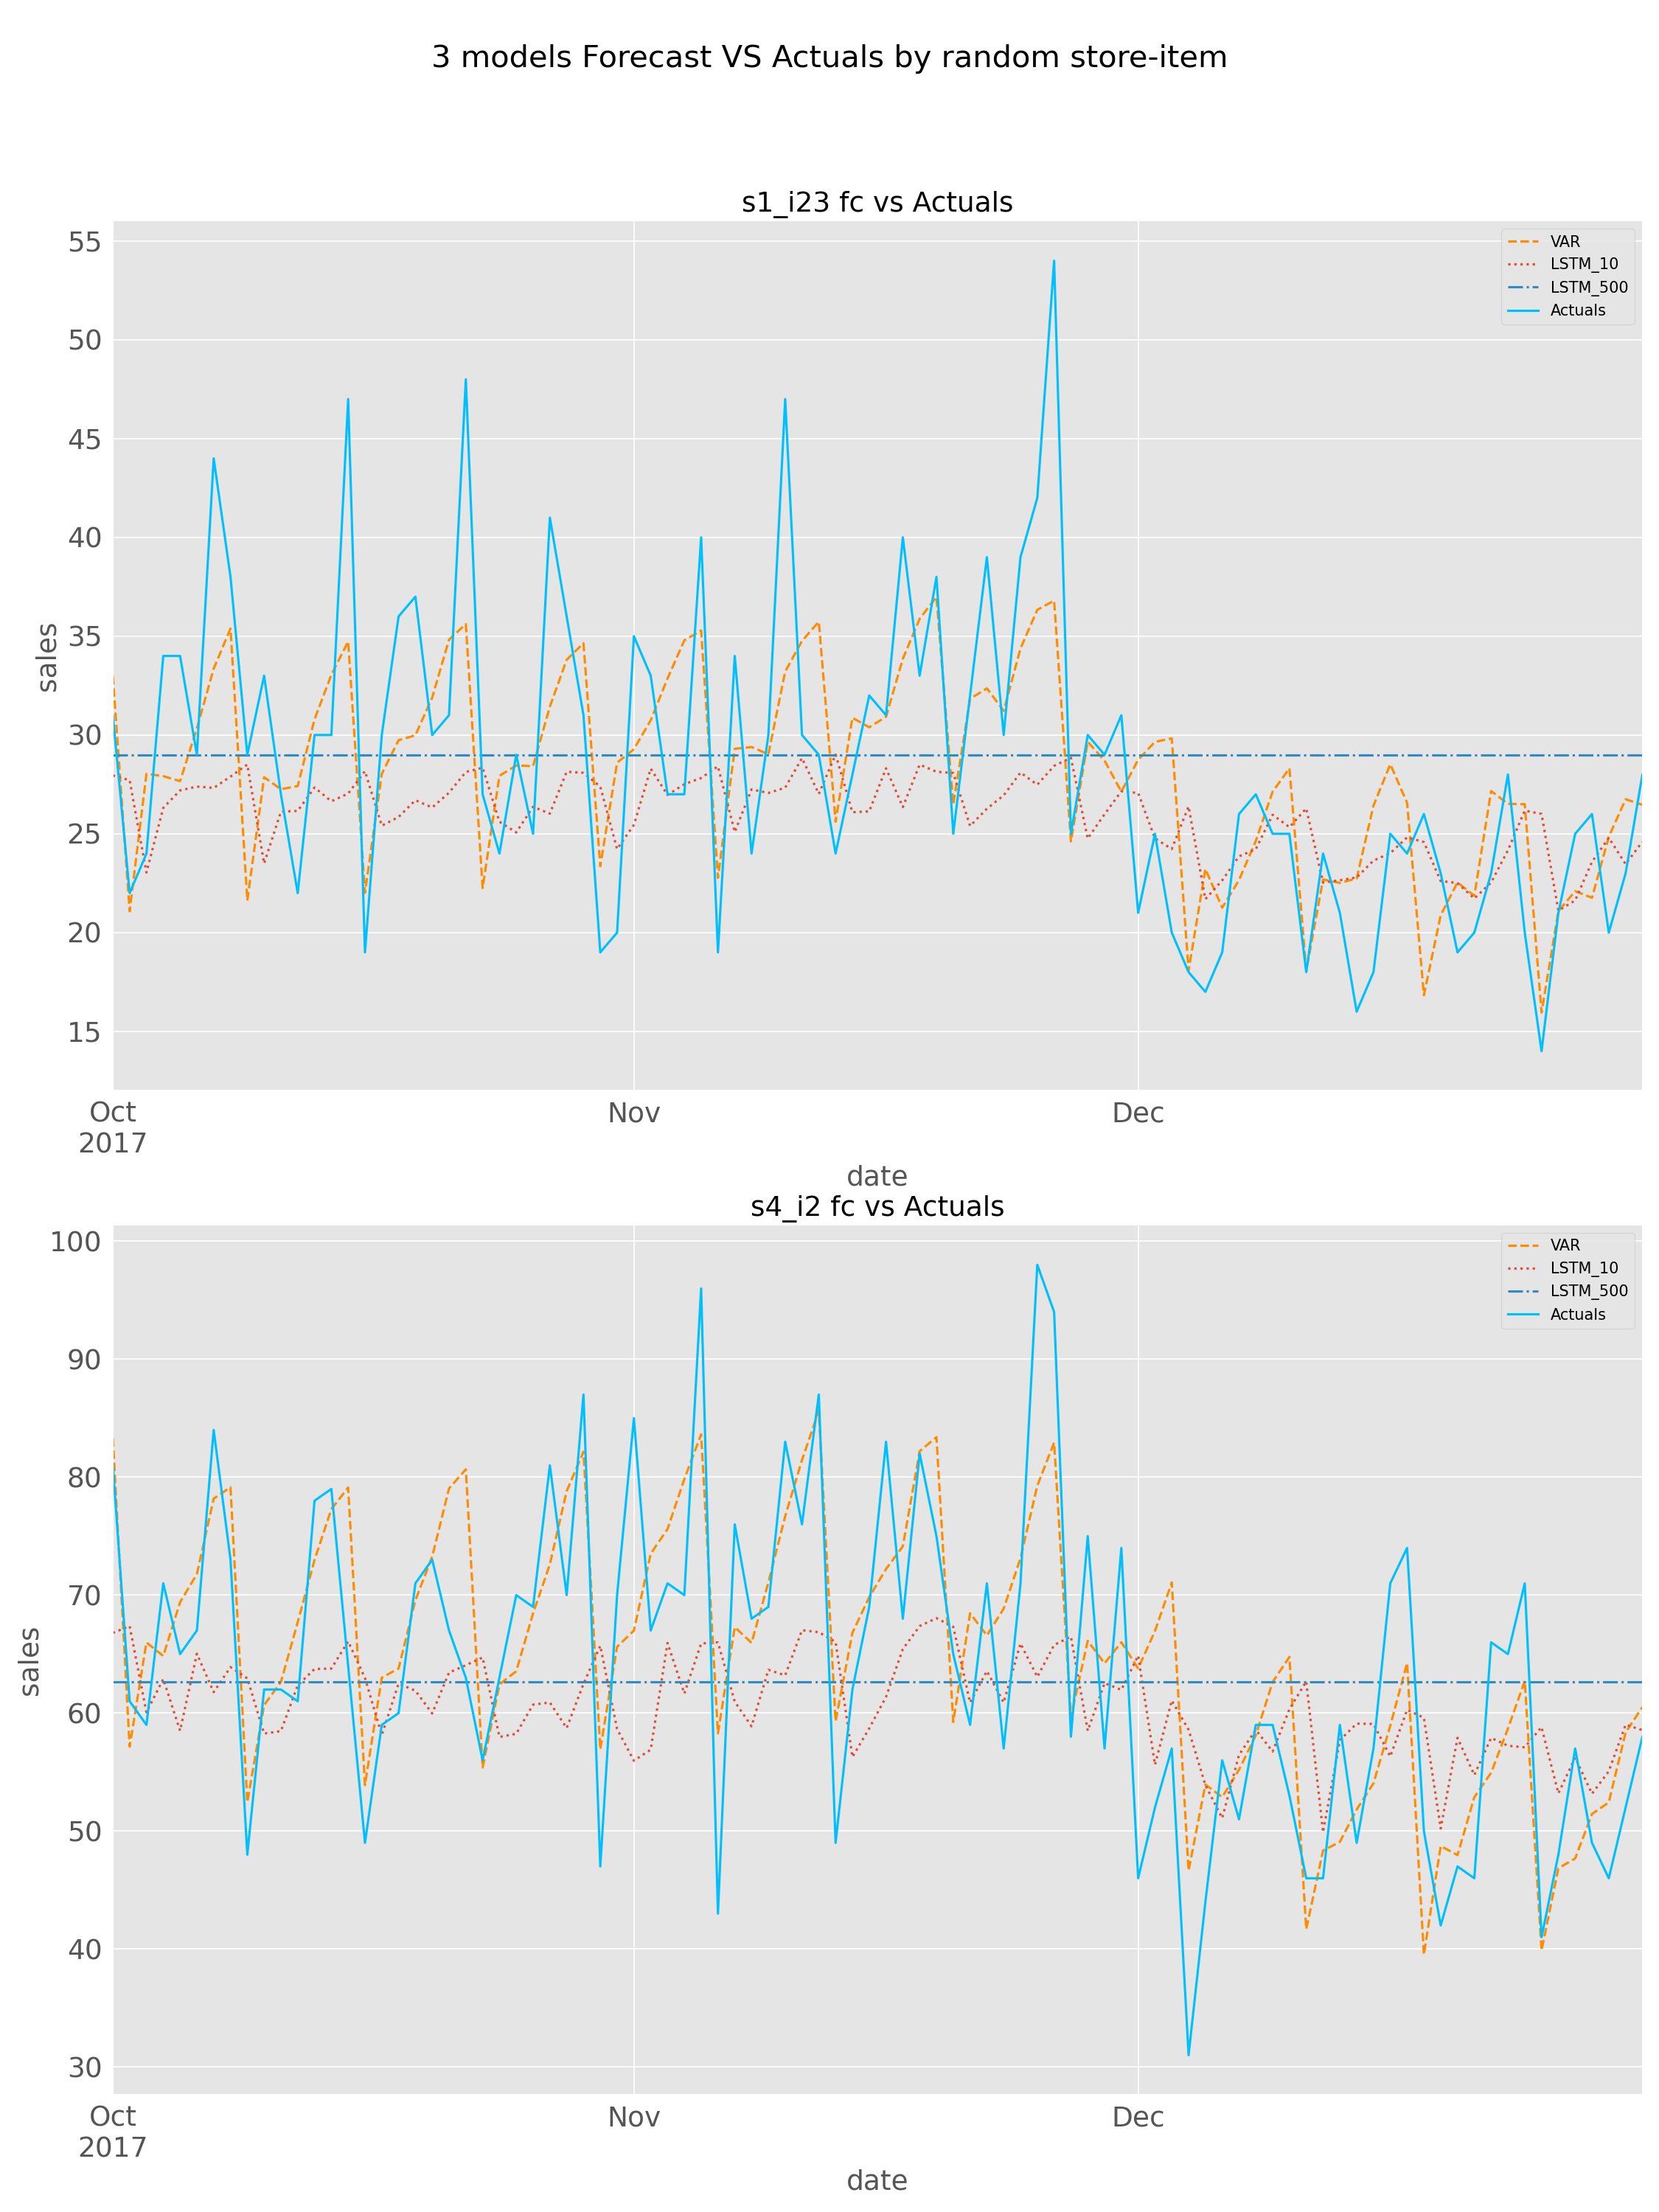 3 models Forecast VS Actuals by random store-item
s1_i23 fc vs Actuals
VAR
LSTM_10
LSTM_500
Actuals
55
50
45
40
35
30
25
20
15
sales
Oct
2017
Nov
Dec
date
s4_i2 fc vs Actuals
VAR
LSTM_10
LSTM_500
Actuals
100
90
80
70
60
50
40
30
sales
Oct
2017
Nov
Dec
date